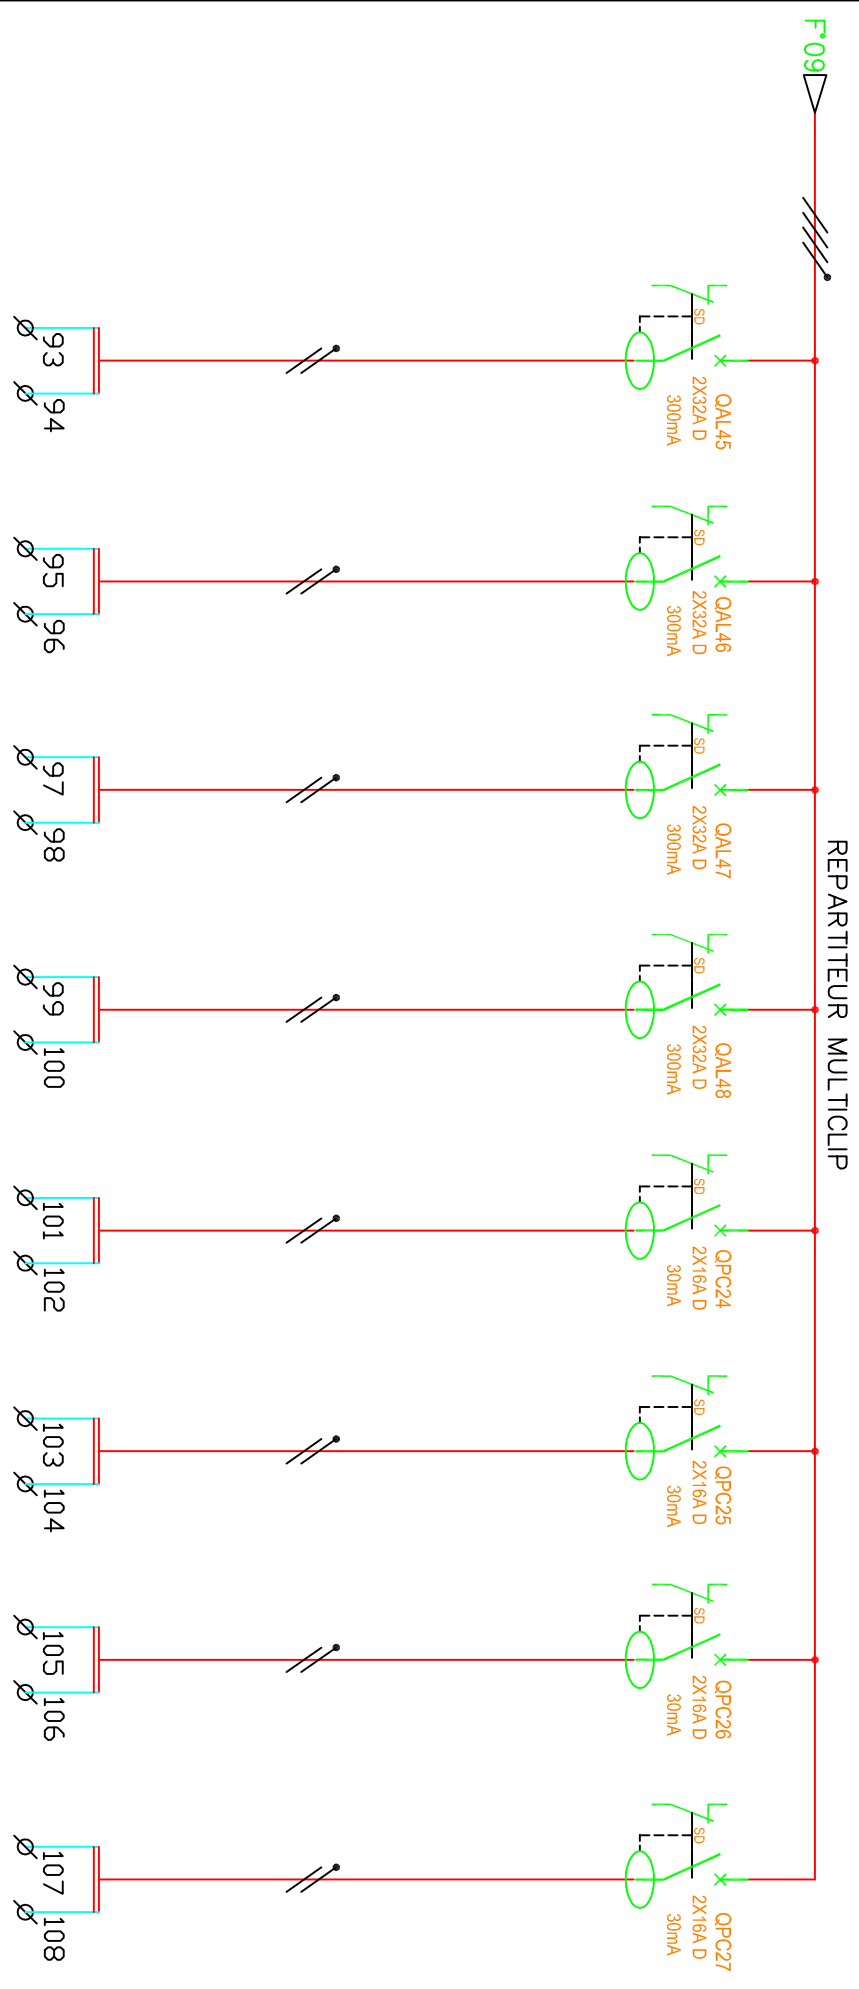 F.09
REPARTITEUR MULTICLIP
SD
QAL45
2X32A D
300mA
93
94
SD
QAL46
2X32A D
300mA
95
96
SD
QAL47
2X32A D
300mA
97
98
SD
QAL48
2X32A D
300mA
99
100
SD
QPC24
2X16A D
30mA
101
102
SD
QPC25
2X16A D
30mA
103
104
SD
QPC26
2X16A D
30mA
105
106
SD
QPC27
2X16A D
30mA
107
108